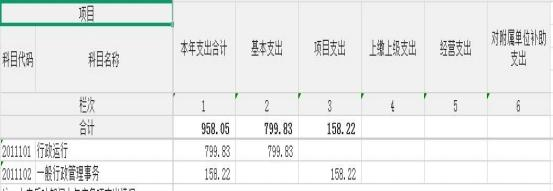 项目
科目代码 科目名称 本年支出合计 基本支出 项目支出 上缴上级支出 经营支出 对附属单位补助支出
栏次 1 2 3 4 5 6
合计 958.05 799.83 158.22
2011101 行政运行 799.83 799.83
2011102 一般行政管理事务 158.22 158.22